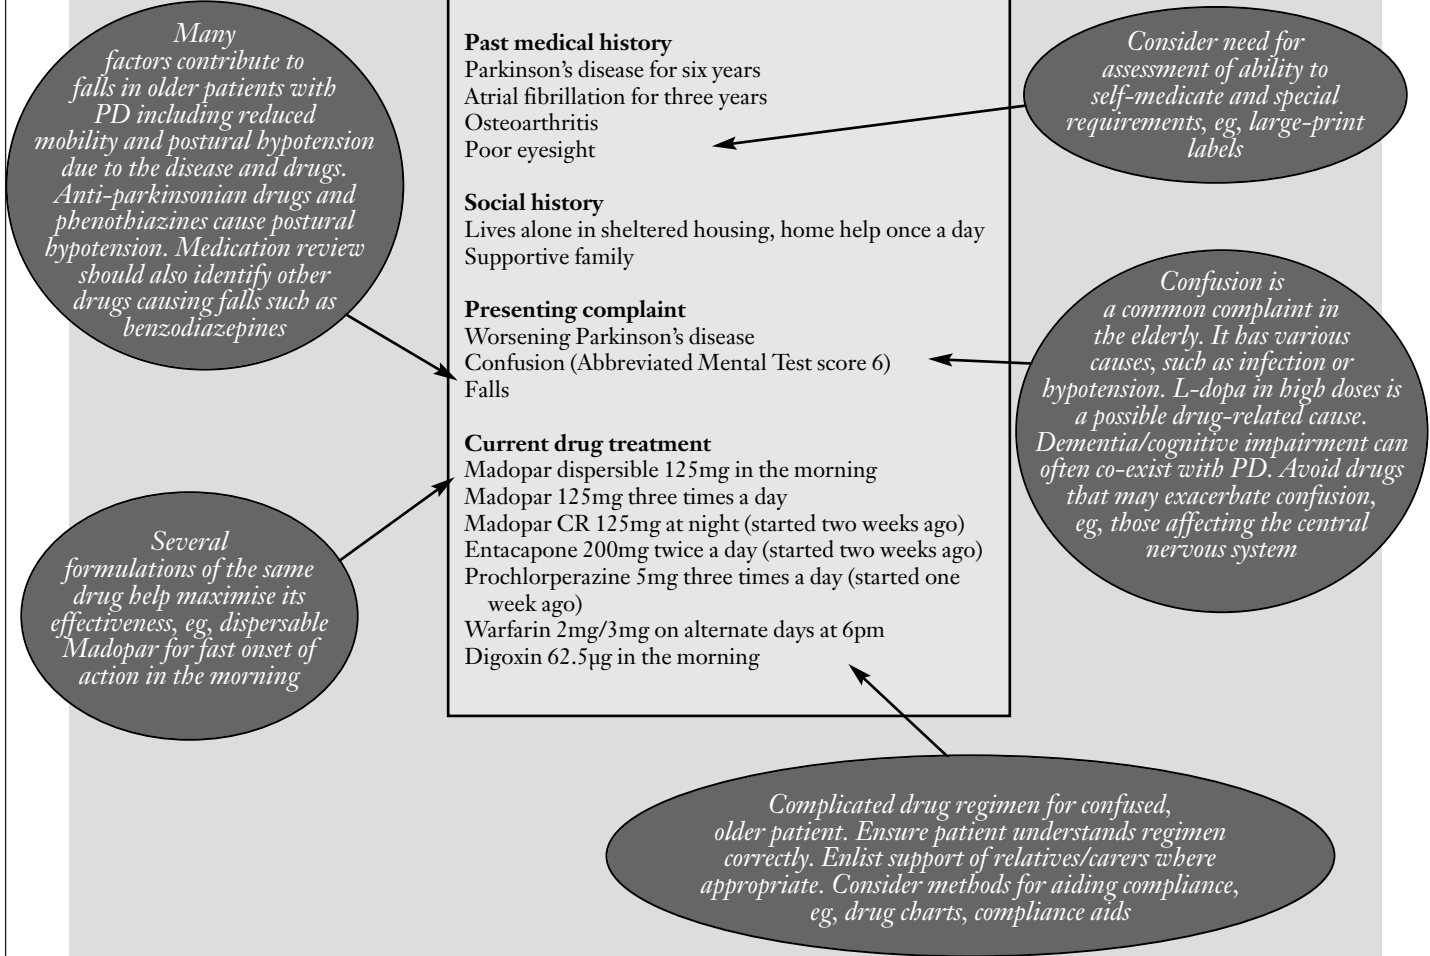 Many
factors contribute to
falls in older patients with
PD including reduced
mobility and postural hypotension
due to the disease and drugs.
Anti-parkinsonian drugs and
phenothiazines cause postural
hypotension. Medication review
should also identify other
drugs causing falls such as
benzodiazepines
Several
formulations of the same
drug help maximise its
effectiveness, eg, dispersable
Madopar for fast onset of
action in the morning
Past medical history
Parkinson's disease for six years
Atrial fibrillation for three years
Osteoarthritis
Poor eyesight
Social history
Lives alone in sheltered housing, home help once a day
Supportive family
Presenting complaint
Worsening Parkinson's disease
Confusion (Abbreviated Mental Test score 6)
Falls
Current drug treatment
Madopar dispersible 125mg in the morning
Madopar 125mg three times a day
Madopar CR 125mg at night (started two weeks ago)
Entacapone 200mg twice a day (started two weeks ago)
Prochlorperazine 5mg three times a day (started one
week ago)
Warfarin 2mg/3mg on alternate days at 6pm
Digoxin 62.5µg in the morning
Consider need for
assessment of ability to
self-medicate and special
requirements, eg, large-print
labels
Confusion is
a common complaint in
the elderly. It has various
causes, such as infection or
hypotension. L-dopa in high doses is
a possible drug-related cause.
Dementia/cognitive impairment can
often co-exist with PD. Avoid drugs
that may exacerbate confusion,
eg, those affecting the central
nervous system
Complicated drug regimen for confused,
older patient. Ensure patient understands regimen
correctly. Enlist support of relatives/carers where
appropriate. Consider methods for aiding compliance,
eg, drug charts, compliance aids